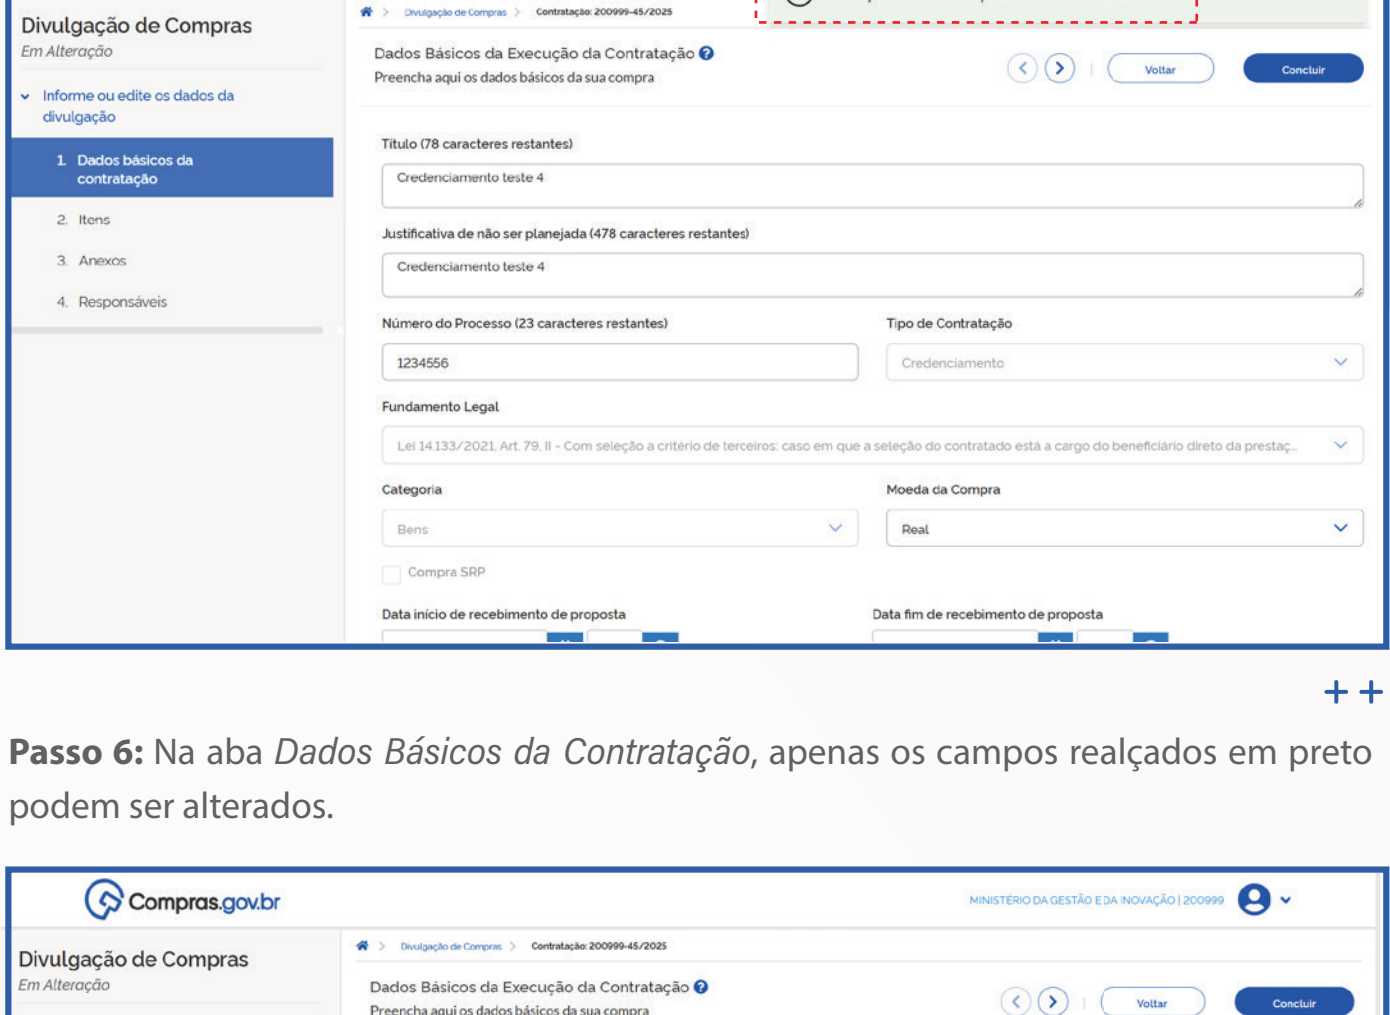 Divulgação de Compras
Em Alteração
Informe ou edite os dados da
divulgação
1. Dados básicos da
contratação
2. Itens
3. Anexos
4. Responsáveis
Divulgação de Compras > Contratação: 200999-45/2025
Dados Básicos da Execução da Contratação
Preencha aqui os dados básicos da sua compra
Voltar
Concluir
Título (78 caracteres restantes)
Credenciamento teste 4
Justificativa de não ser planejada (478 caracteres restantes)
Credenciamento teste 4
Número do Processo (23 caracteres restantes)
Tipo de Contratação
1234556
Credenciamento
Fundamento Legal
Lei 14.133/2021, Art. 79, II - Com seleção a critério de terceiros: caso em que a seleção do contratado está a cargo do beneficiário direto da prestaç...
Categoria
Moeda da Compra
Bens
Real
Compra SRP
Data início de recebimento de proposta
Data fim de recebimento de proposta
Passo 6: Na aba Dados Básicos da Contratação, apenas os campos realçados em preto
podem ser alterados.
Compras.gov.br
MINISTÉRIO DA GESTÃO E DA INOVAÇÃO | 200999
Divulgação de Compras
Em Alteração
Divulgação de Compras > Contratação: 200999-45/2025
Dados Básicos da Execução da Contratação
Preencha aqui os dados básicos da sua compra
Voltar
Concluir